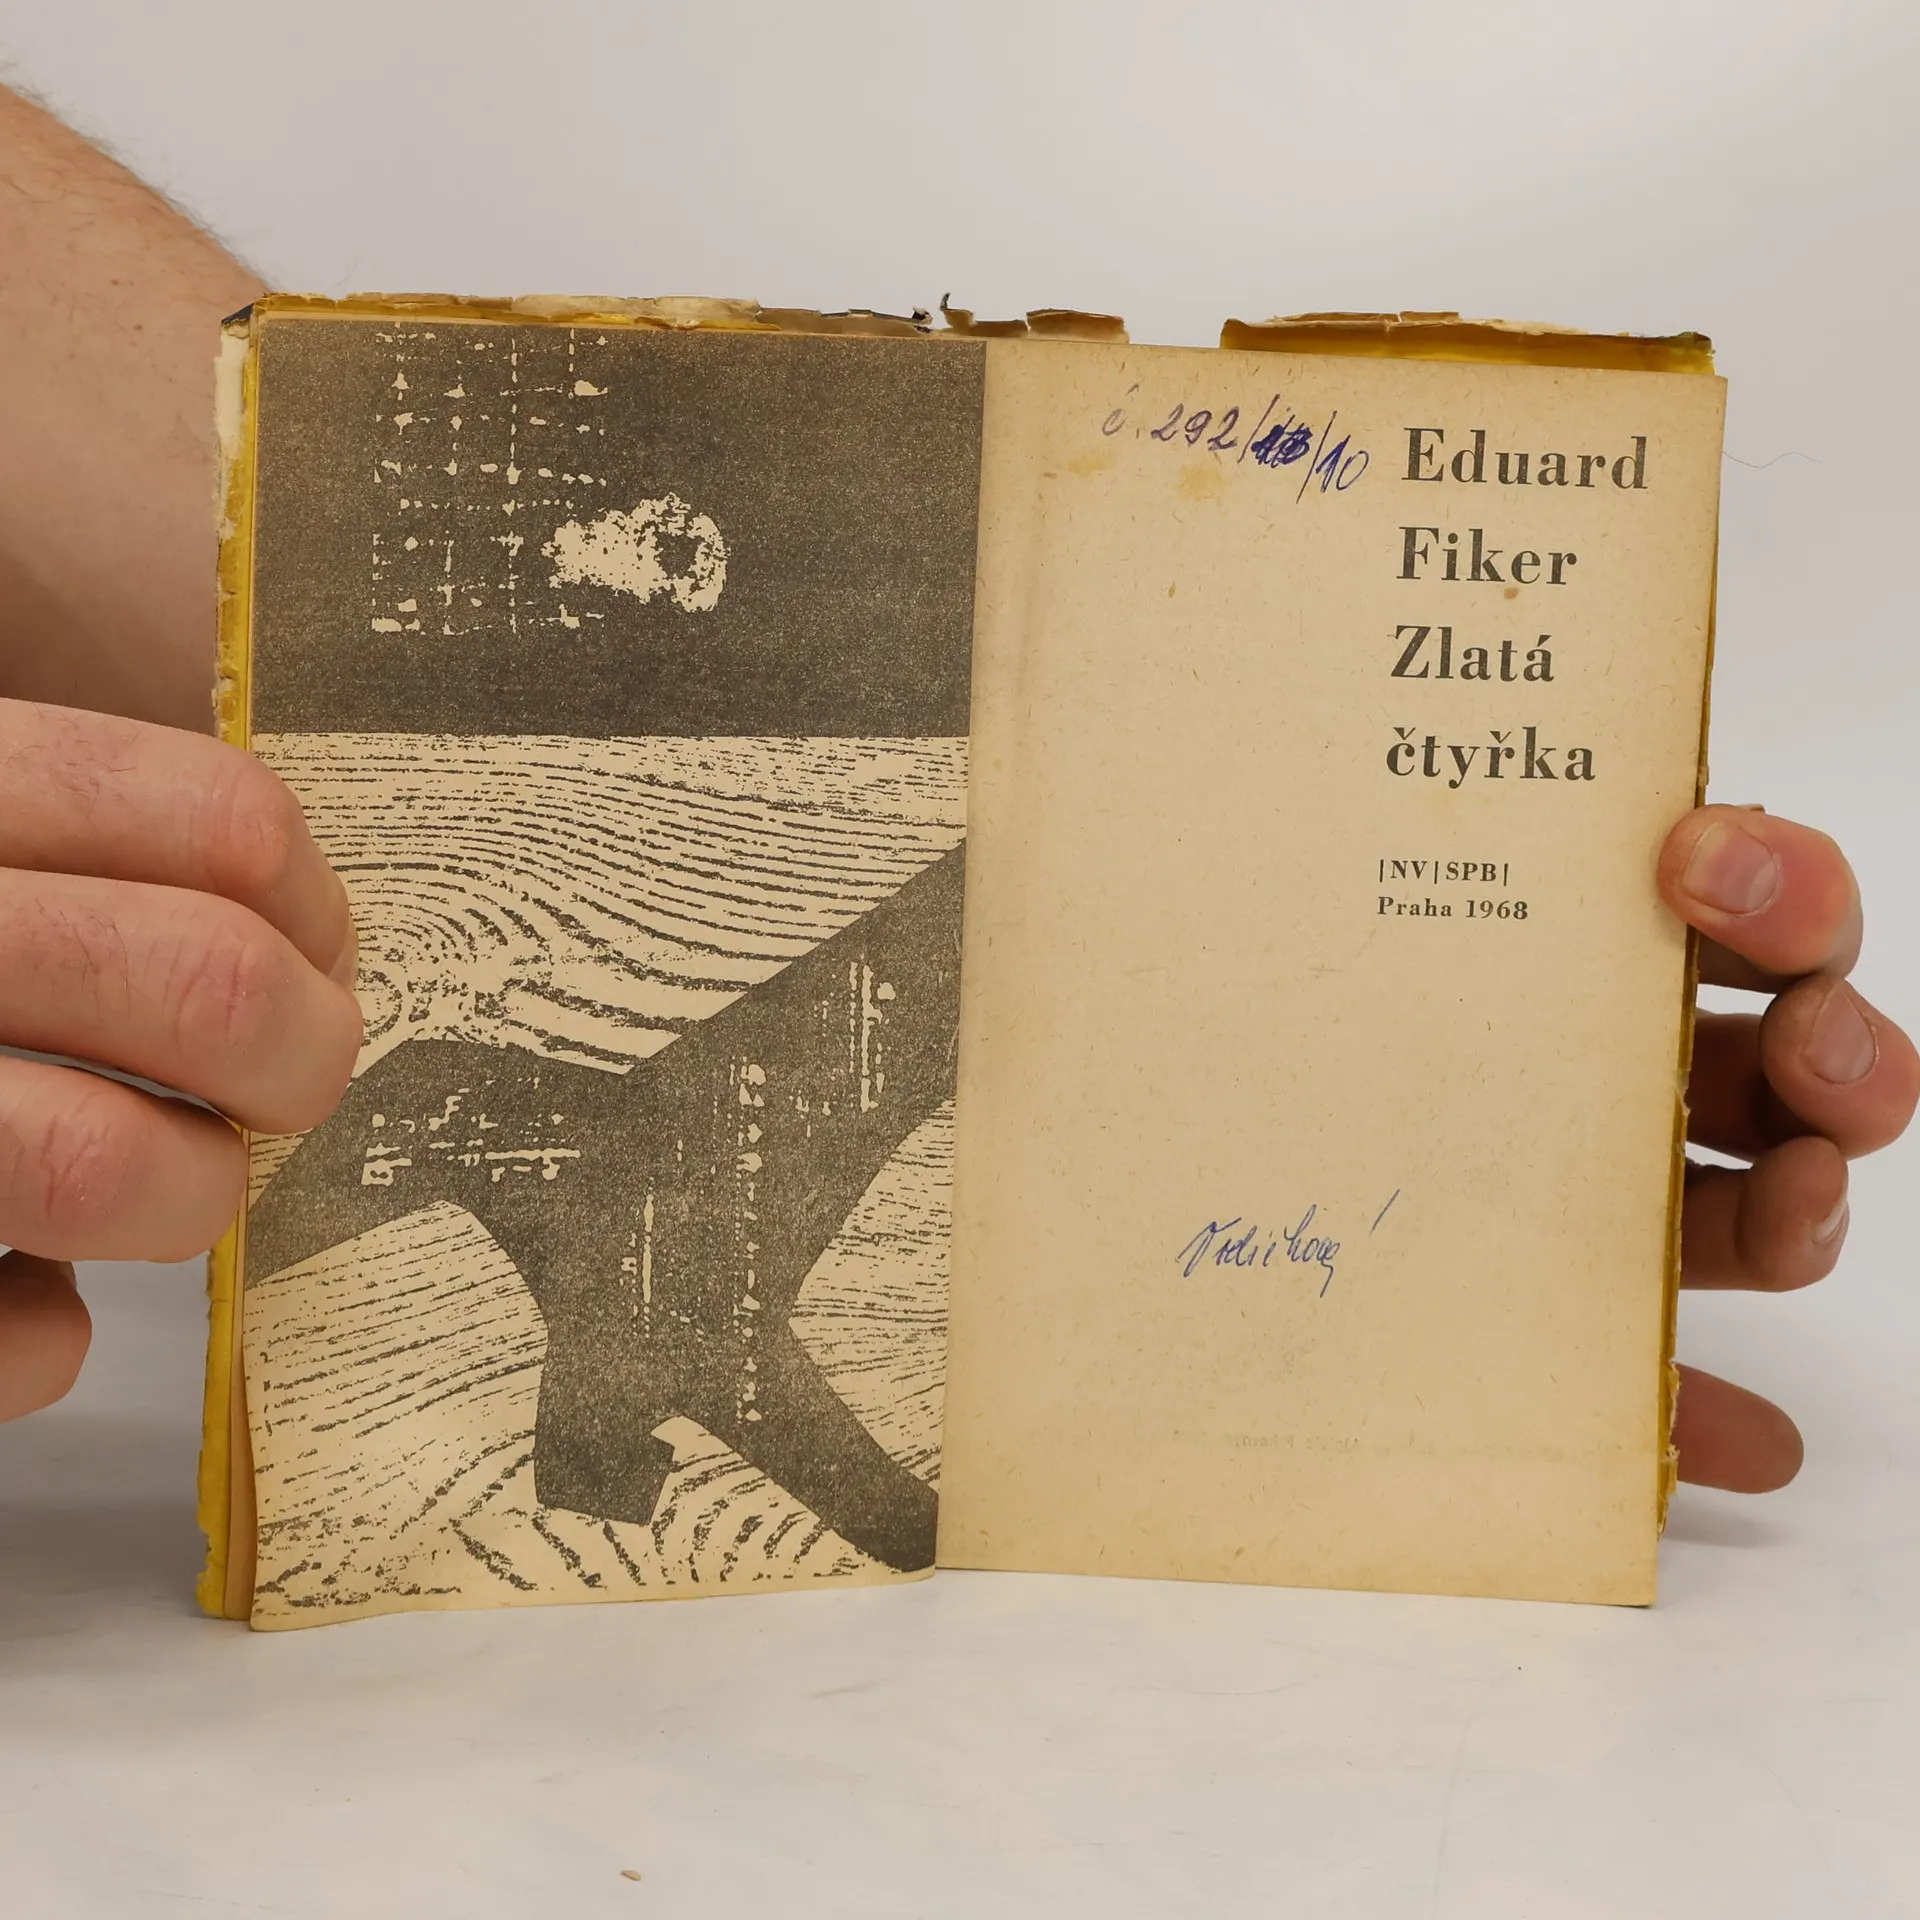 č. 292/10
Eduard
Fiker
Zlatá
čtyřka
|NV|SPB|
Praha 1968